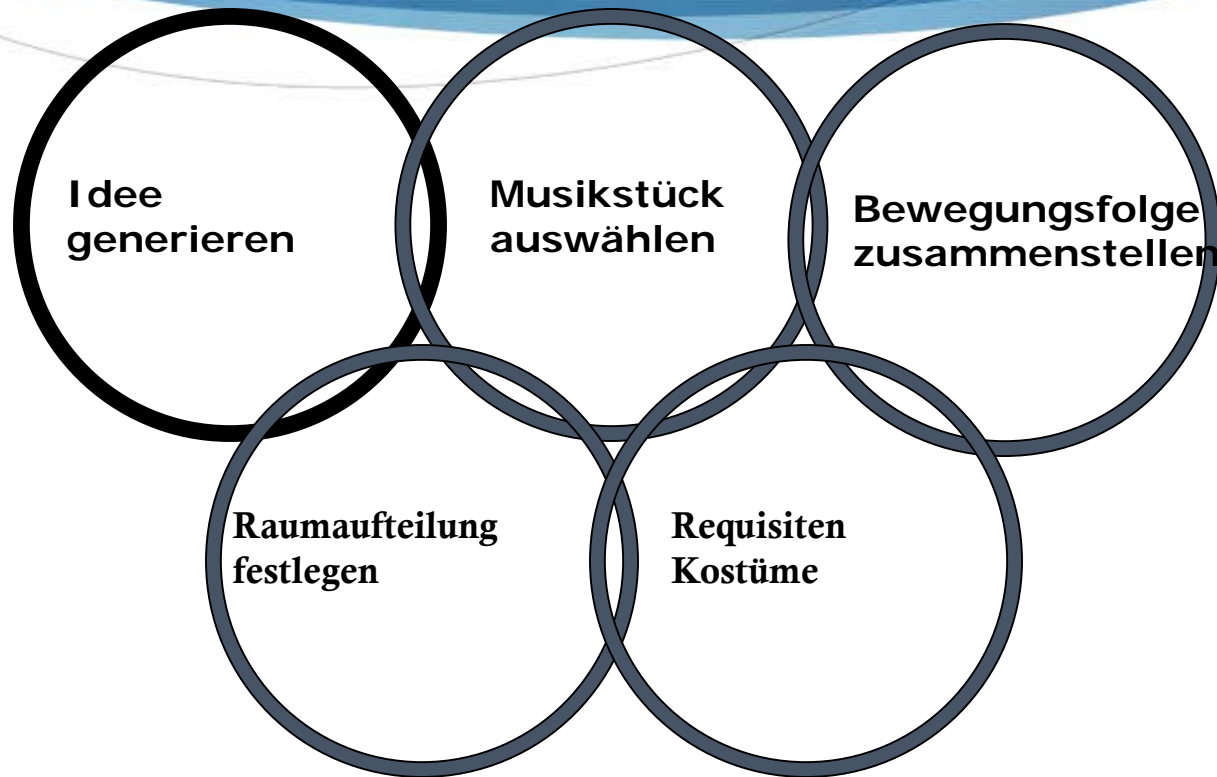 Idee
generieren
Musikstück
auswählen
Bewegungsfolge
zusammenstellen
Raumaufteilung
festlegen
Requisiten
Kostüme